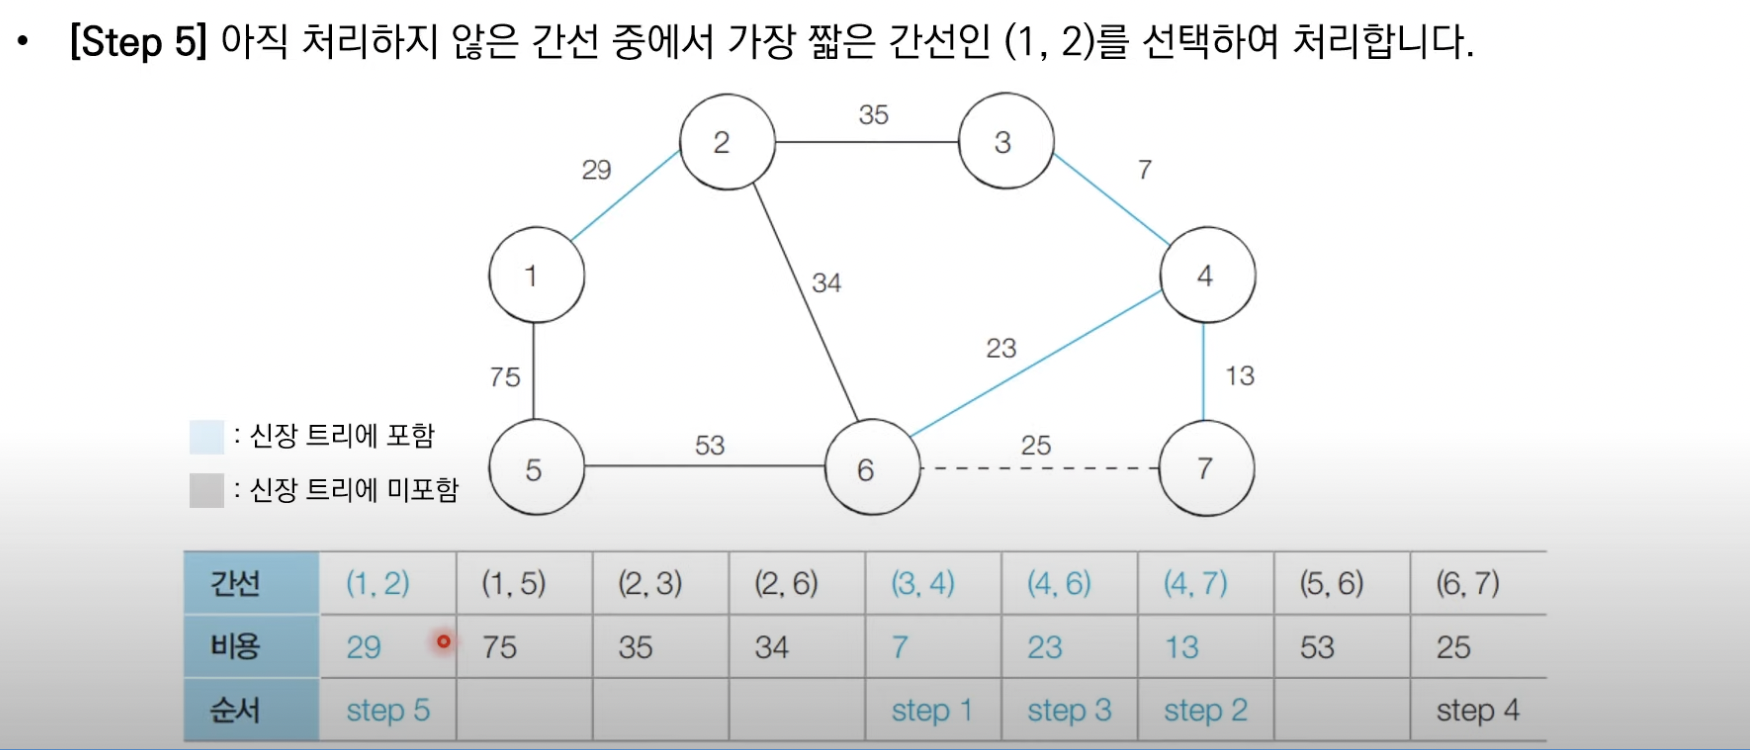 • [Step 5] 아직 처리하지 않은 간선 중에서 가장 짧은 간선인 (1, 2)를 선택하여 처리합니다.
35
2
3
29
7
1
4
34
23
75
13
: 신장 트리에 포함
53
25
5
6
7
: 신장 트리에 미포함
간선 (1, 2) (1, 5) (2, 3) (2, 6) (3, 4) (4, 6) (4, 7) (5, 6) (6, 7)
비용 29 75 35 34 7 23 13 53 25
순서 step 5 step 1 step 3 step 2 step 4